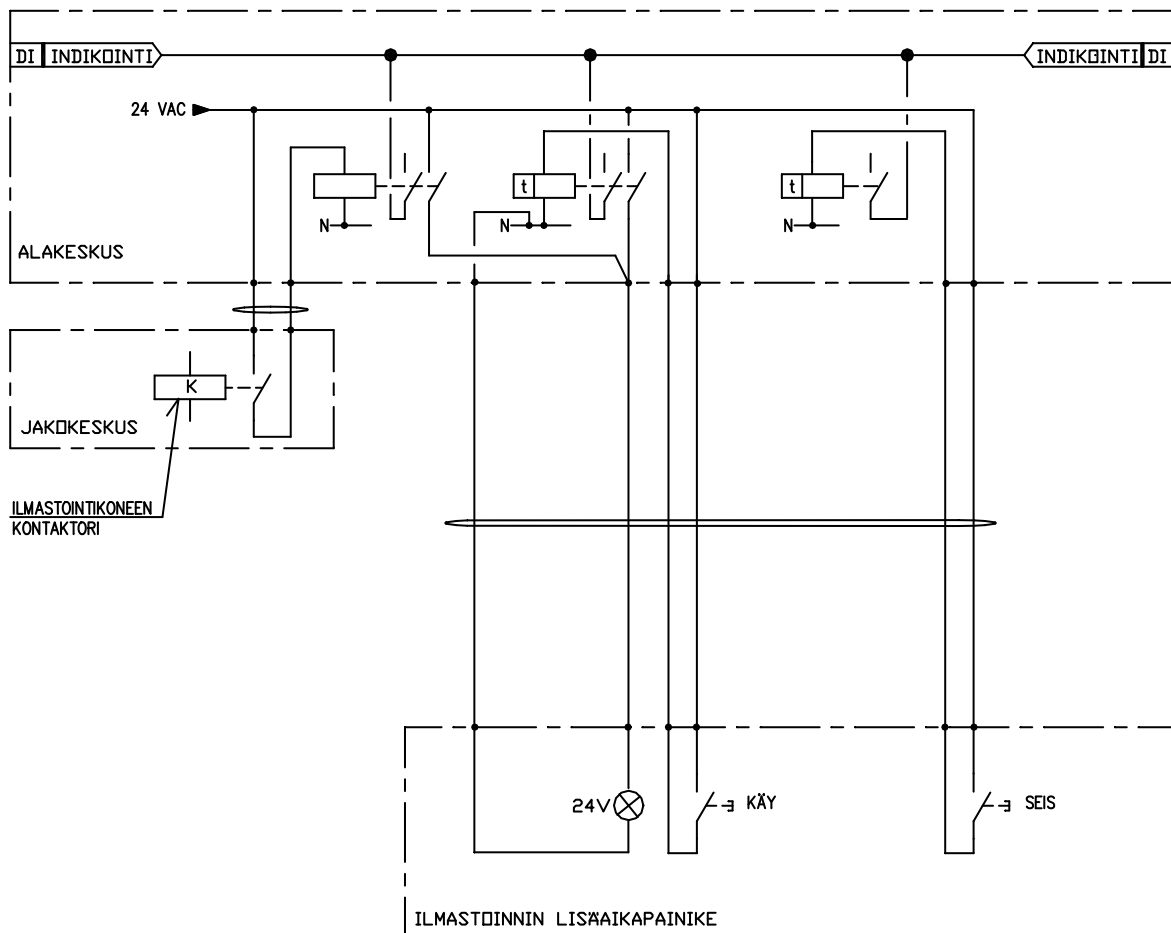 DI INDIKOINTI
INDIKOINTI DI
24 VAC
t
t
N
N
N
ALAKESKUS
K
JAKOKESKUS
ILMASTOINTIKONEEN
KONTAKTORI
24V
KÄY
SEIS
ILMASTOINNIN LISÄAIKAPAINIKE